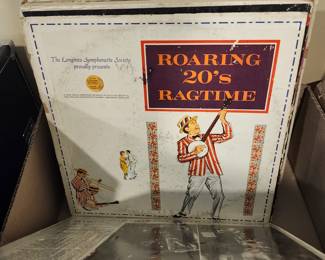 The Longines Symphonette Society
proudly presents
ROARING
20's
RAGTIME